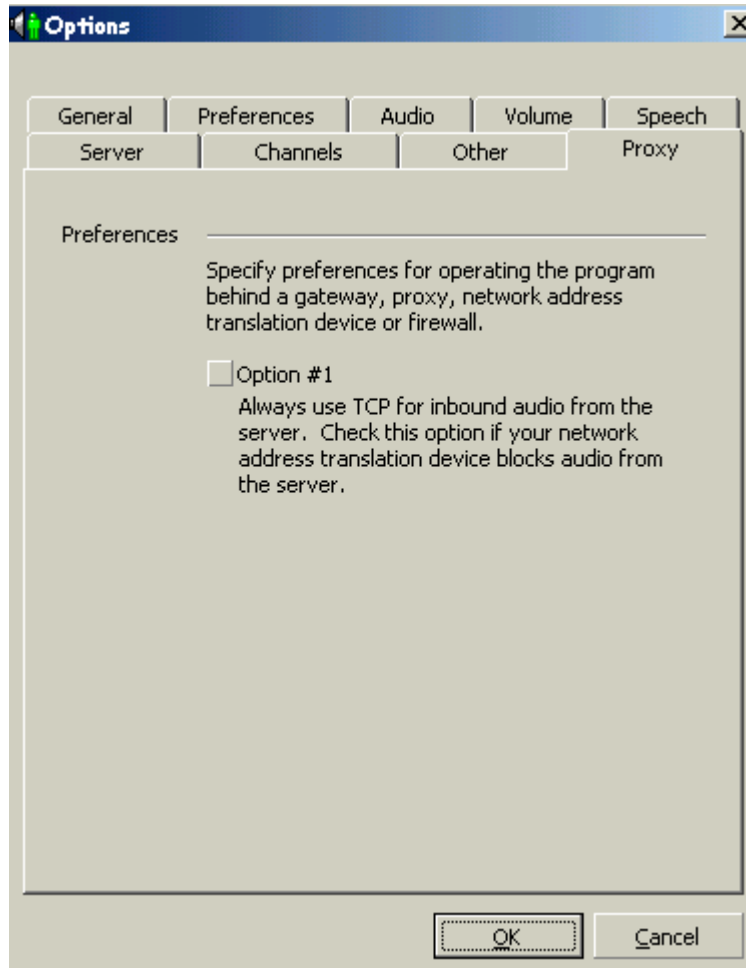 Options
General Preferences Audio Volume Speech
Server Channels Other Proxy
Preferences
Specify preferences for operating the program
behind a gateway, proxy, network address
translation device or firewall.
Option #1
Always use TCP for inbound audio from the
server.  Check this option if your network
address translation device blocks audio from
the server.
OK Cancel